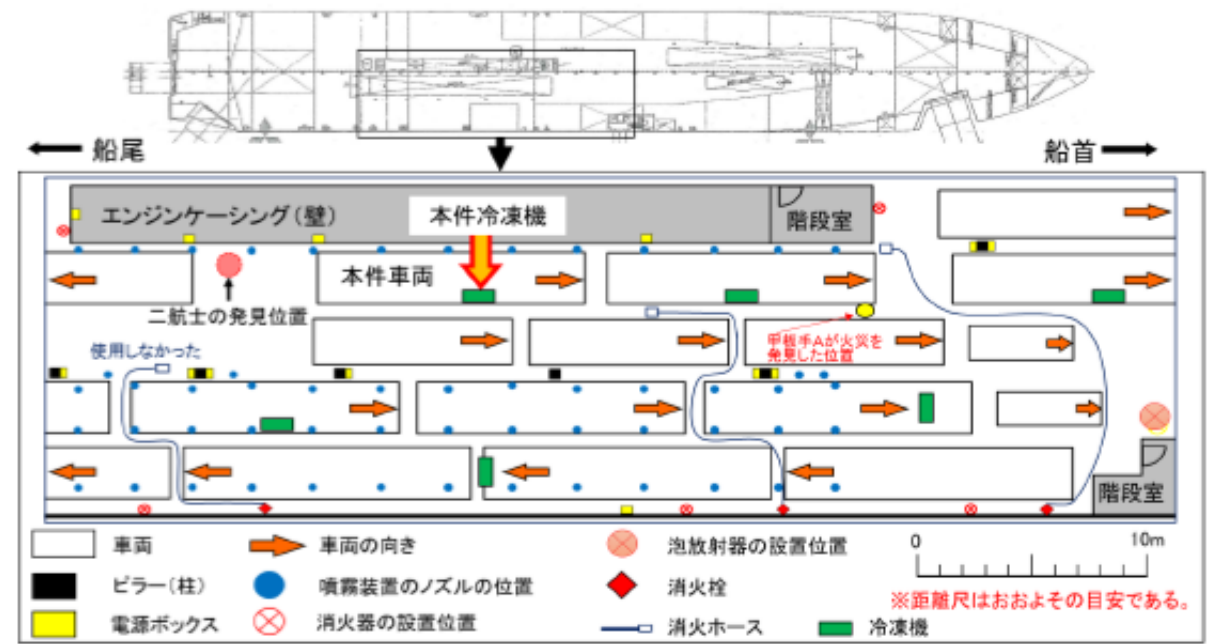 船尾
船首
エンジンケーシング(壁)
本件冷凍機
階段室
本件車両
二航士の発見位置
甲板手Aが火災を
発見した位置
使用しなかった
階段室
車両
車両の向き
泡放射器の設置位置
0 10m
ピラー(柱)
噴霧装置のノズルの位置
消火栓
※距離尺はおおよその目安である。
電源ボックス
消火器の設置位置
消火ホース
冷凍機